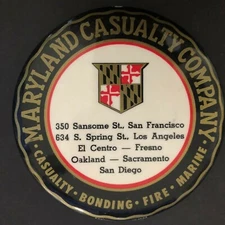 MARYLAND CASUALTY COMPANY
350 Sansome St., San Francisco
634 S. Spring St., Los Angeles
El Centro — Fresno
Oakland — Sacramento
San Diego
• CASUALTY • BONDING • FIRE • MARINE •